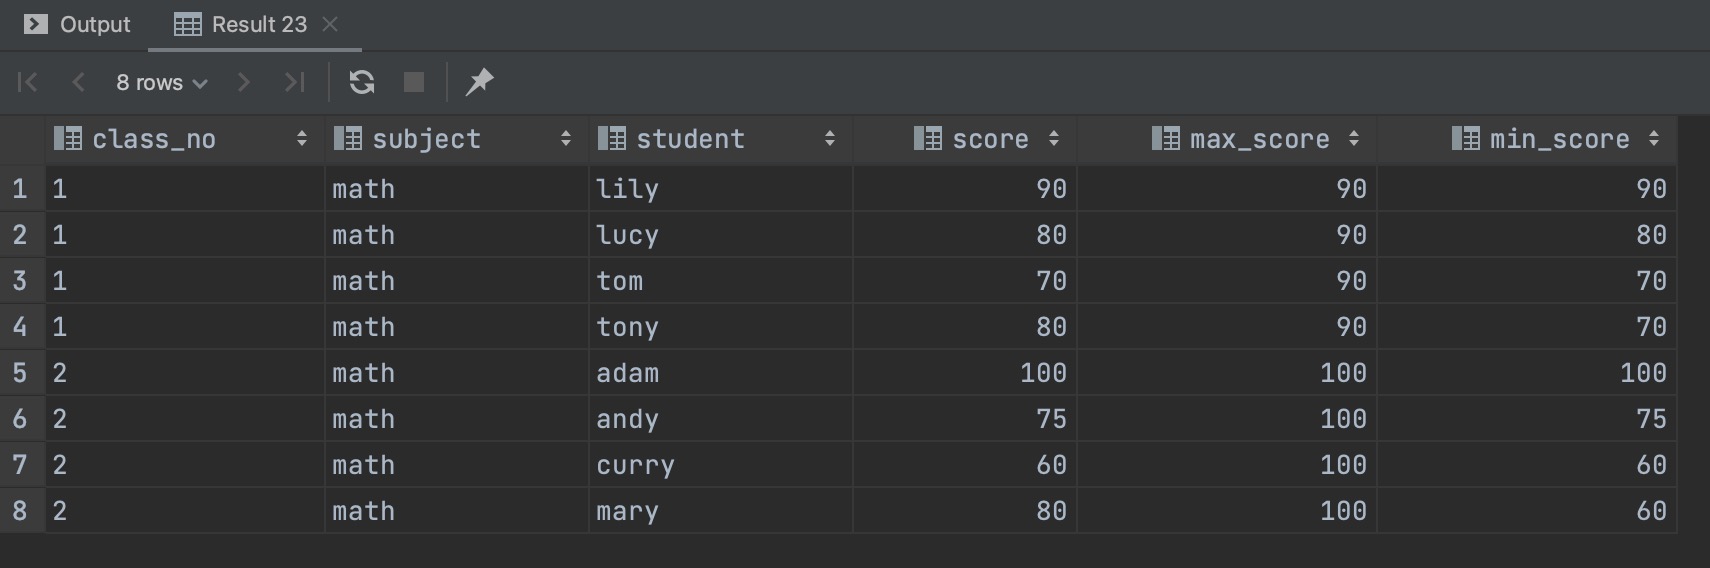 Output Result 23
8 rows
class_no subject student score max_score min_score
1 1 math lily 90 90 90
2 1 math lucy 80 90 80
3 1 math tom 70 90 70
4 1 math tony 80 90 70
5 2 math adam 100 100 100
6 2 math andy 75 100 75
7 2 math curry 60 100 60
8 2 math mary 80 100 60